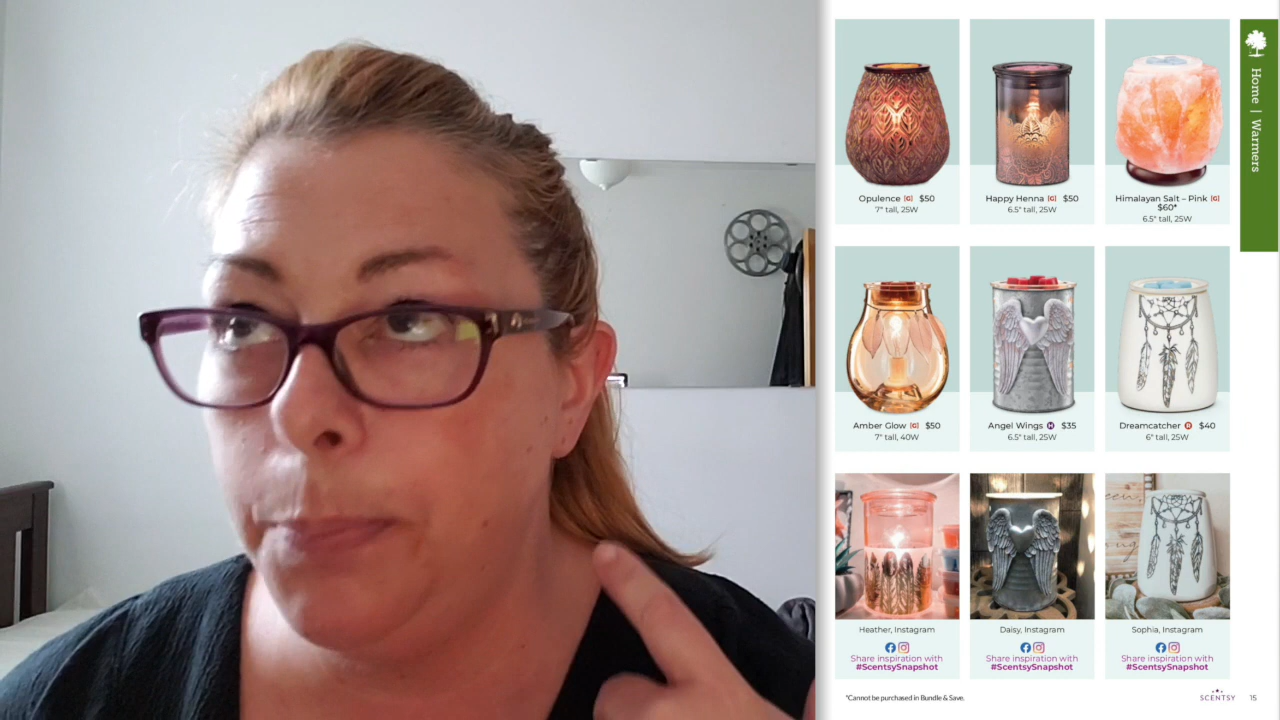 Home | Warmers
Opulence [G] $50
7" tall, 25W
Happy Henna [G] $50
6.5" tall, 25W
Himalayan Salt – Pink [G]
$60*
6.5" tall, 25W
Amber Glow [G] $50
7" tall, 40W
Angel Wings H $35
6.5" tall, 25W
Dreamcatcher R $40
6" tall, 25W
Heather, Instagram
Share inspiration with
#ScentsySnapshot
Daisy, Instagram
Share inspiration with
#ScentsySnapshot
Sophia, Instagram
Share inspiration with
#ScentsySnapshot
*Cannot be purchased in Bundle & Save.
SCENTSY 15